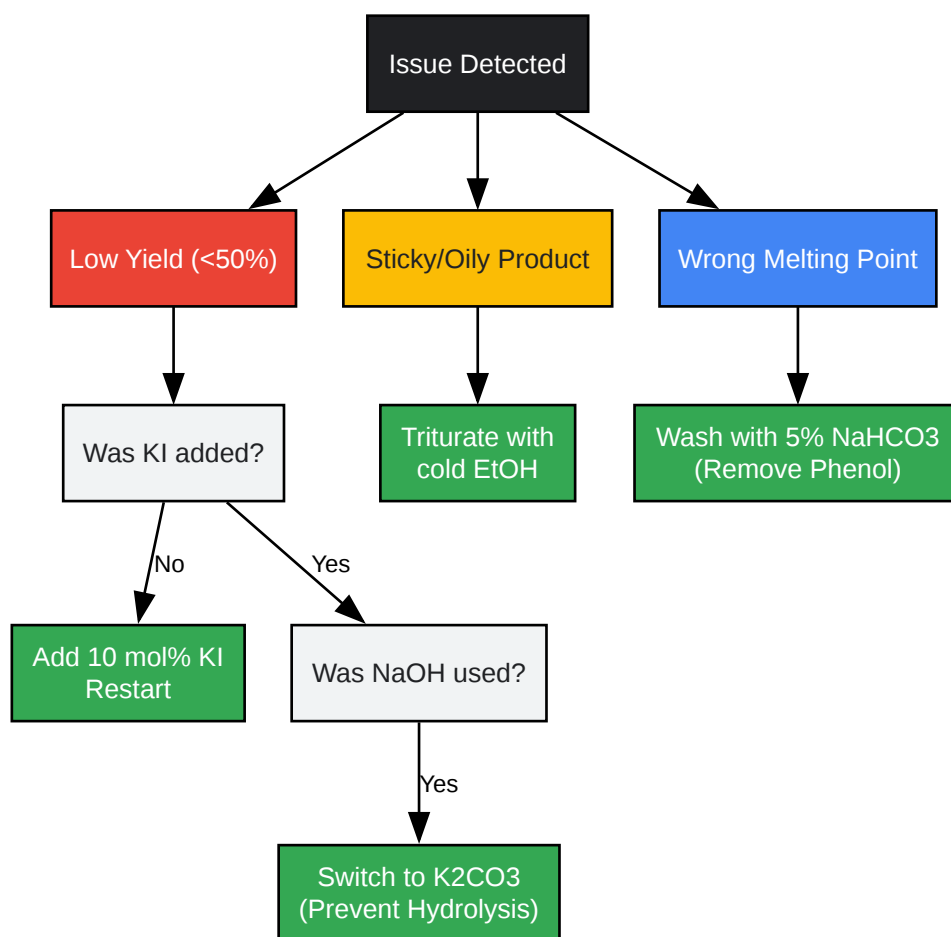 Issue Detected
Low Yield (<50%)
Sticky/Oily Product
Wrong Melting Point
Was KI added?
Triturate with
cold EtOH
Wash with 5% NaHCO3
(Remove Phenol)
No
Yes
Add 10 mol% KI
Restart
Was NaOH used?
Yes
Switch to K2CO3
(Prevent Hydrolysis)